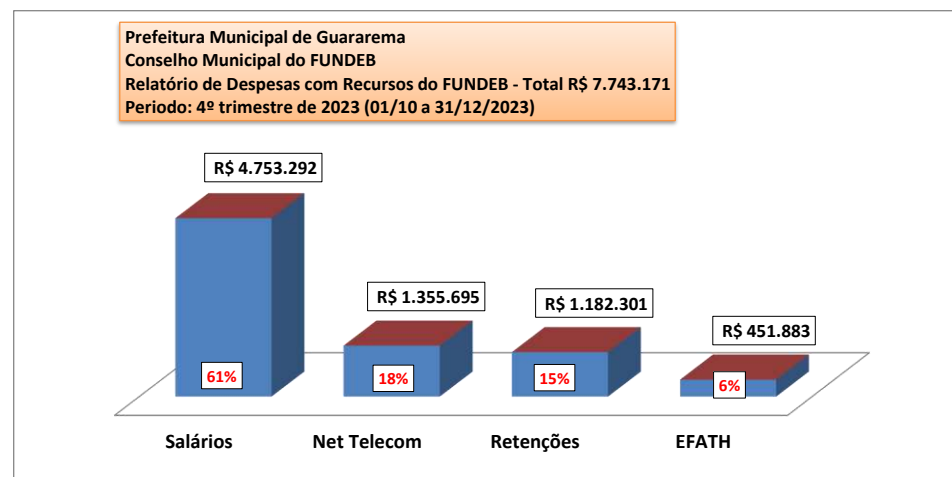 Prefeitura Municipal de Guararema
Conselho Municipal do FUNDEB
Relatório de Despesas com Recursos do FUNDEB - Total R$ 7.743.171
Periodo: 4º trimestre de 2023 (01/10 a 31/12/2023)
R$ 4.753.292
R$ 1.355.695
R$ 1.182.301
R$ 451.883
61%
18%
15%
6%
Salários
Net Telecom
Retenções
EFATH